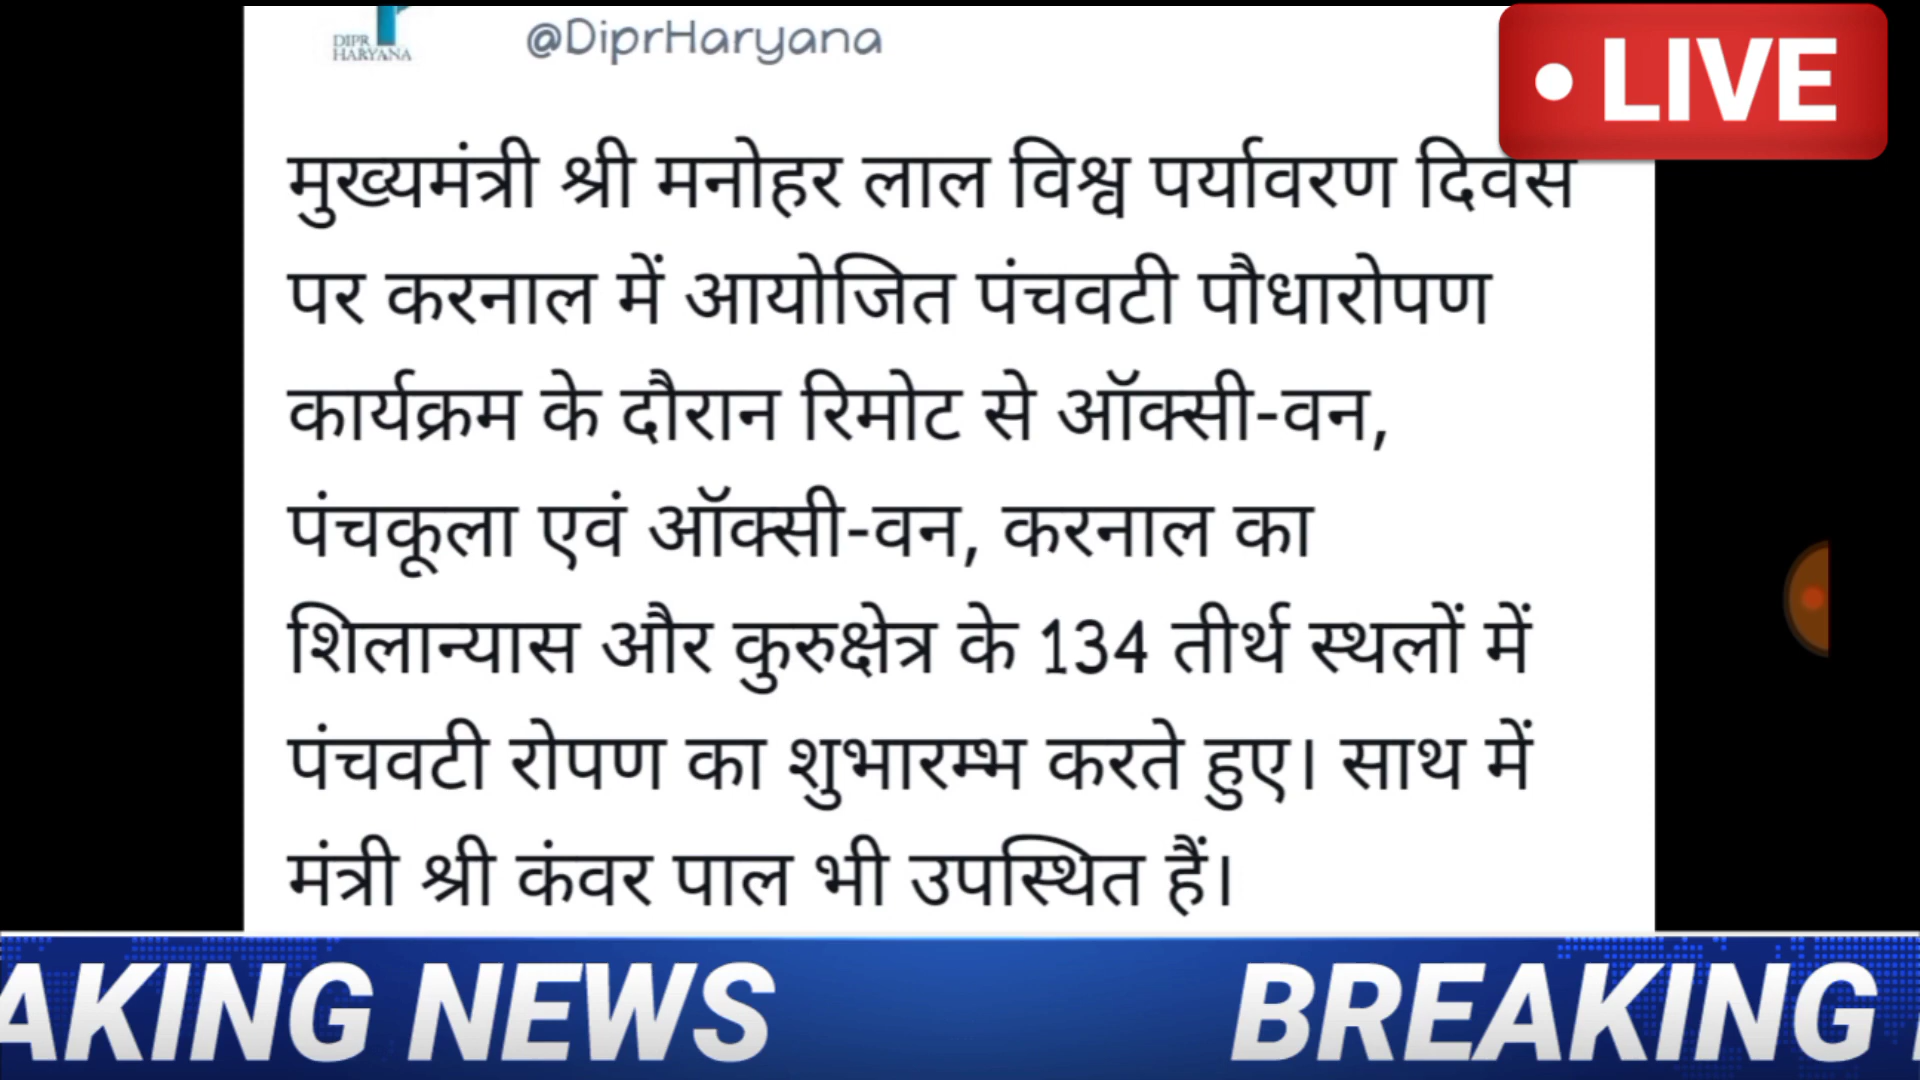 DIPR
HARYANA
@DiprHaryana
• LIVE
मुख्यमंत्री श्री मनोहर लाल विश्व पर्यावरण दिवस
पर करनाल में आयोजित पंचवटी पौधारोपण
कार्यक्रम के दौरान रिमोट से ऑक्सी-वन,
पंचकूला एवं ऑक्सी-वन, करनाल का
शिलान्यास और कुरुक्षेत्र के 134 तीर्थ स्थलों में
पंचवटी रोपण का शुभारम्भ करते हुए। साथ में
मंत्री श्री कंवर पाल भी उपस्थित हैं।
AKING NEWS BREAKING